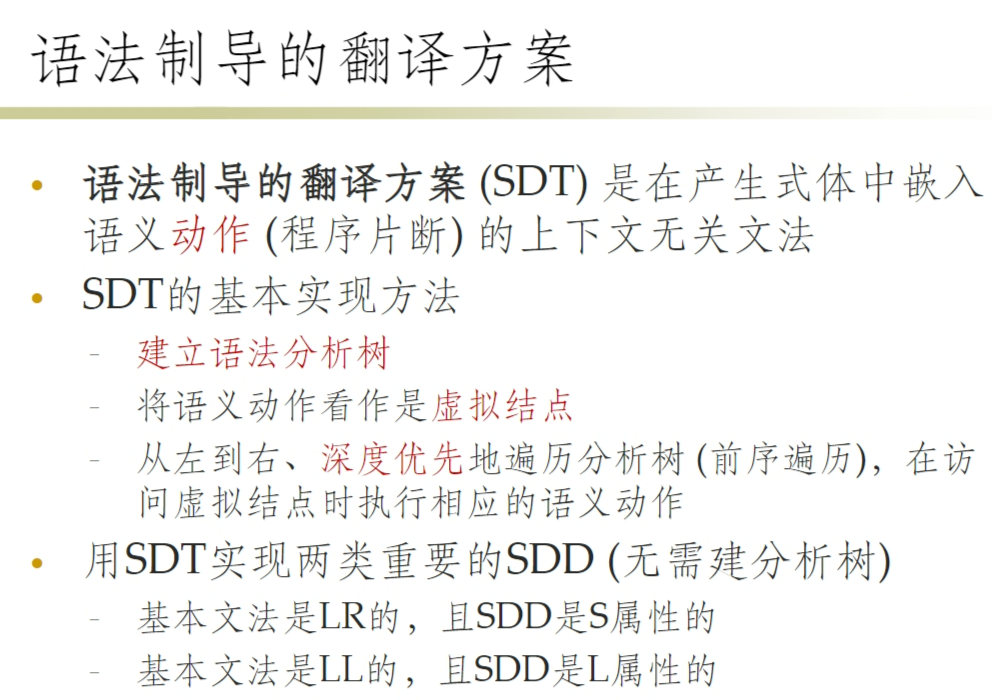 语法制导的翻译方案
• 语法制导的翻译方案 (SDT) 是在产生式体中嵌入
语义动作 (程序片断) 的上下文无关文法
• SDT的基本实现方法
- 建立语法分析树
- 将语义动作看作是虚拟结点
- 从左到右、深度优先地遍历分析树 (前序遍历)，在访
问虚拟结点时执行相应的语义动作
• 用SDT实现两类重要的SDD (无需建分析树)
- 基本文法是LR的，且SDD是S属性的
- 基本文法是LL的，且SDD是L属性的